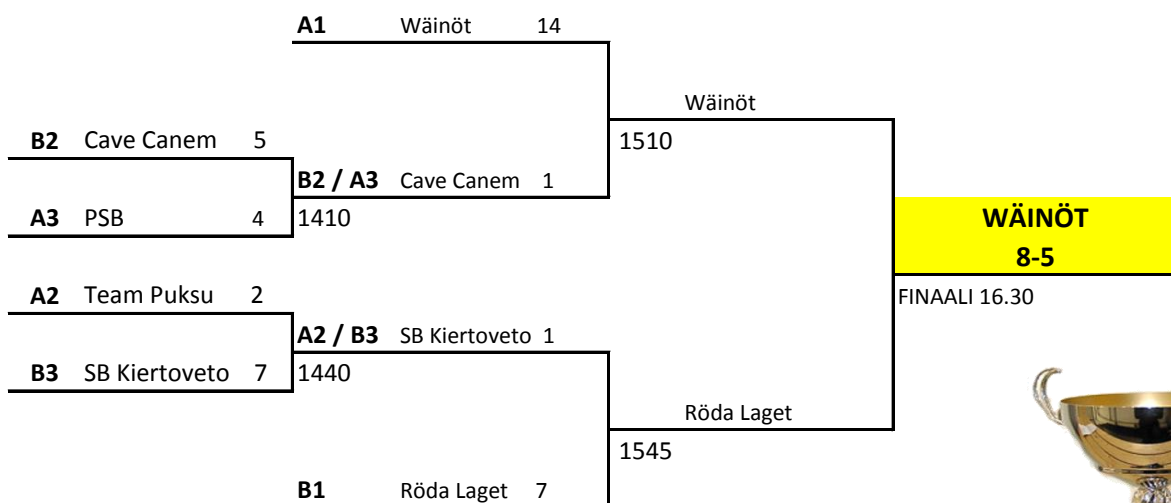 A1 Wäinöt 14
Wäinöt
B2 Cave Canem 5
1510
B2 / A3 Cave Canem 1
A3 PSB 4
1410
WÄINÖT
8-5
A2 Team Puksu 2
FINAALI 16.30
A2 / B3 SB Kiertoveto 1
B3 SB Kiertoveto 7
1440
Röda Laget
1545
B1 Röda Laget 7